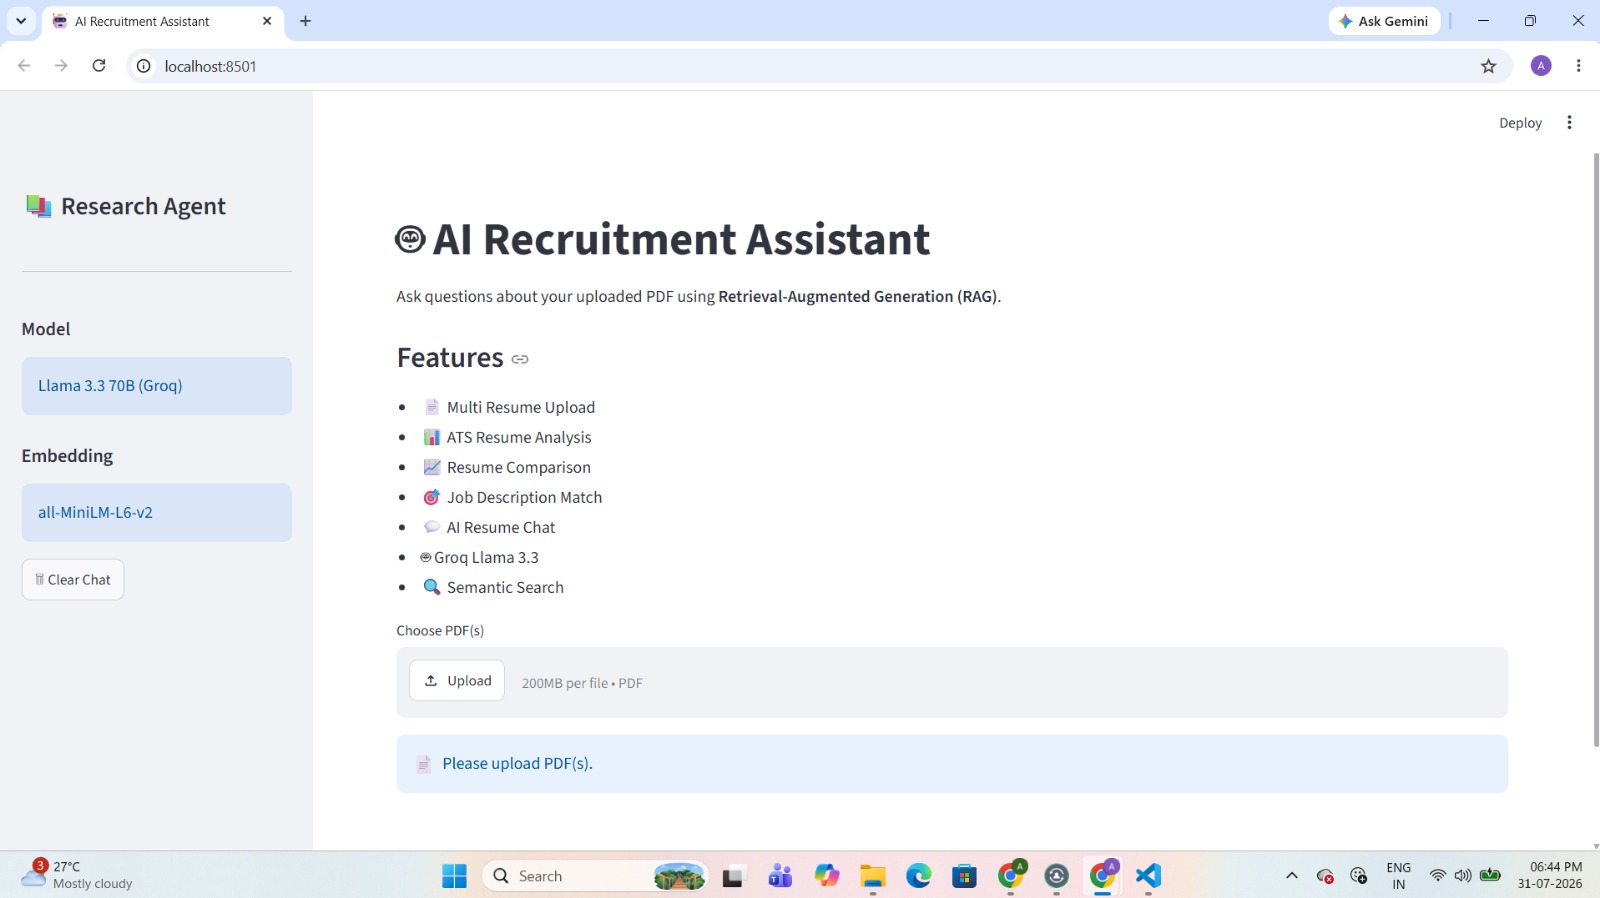 AI Recruitment Assistant
Ask Gemini
localhost:8501
A
Deploy
📚 Research Agent
Model
Llama 3.3 70B (Groq)
Embedding
all-MiniLM-L6-v2
🗑 Clear Chat
🤖 AI Recruitment Assistant
Ask questions about your uploaded PDF using Retrieval-Augmented Generation (RAG).
Features
• 📄 Multi Resume Upload
• 📊 ATS Resume Analysis
• 📈 Resume Comparison
• 🎯 Job Description Match
• 💬 AI Resume Chat
• 🤖 Groq Llama 3.3
• 🔍 Semantic Search
Choose PDF(s)
Upload
200MB per file • PDF
📄 Please upload PDF(s).
3
27°C
Mostly cloudy
Search
A
A
ENG
IN
06:44 PM
31-07-2026